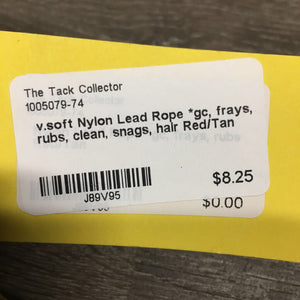 The Tack Collector
1005079-74
v.soft Nylon Lead Rope *gc, frays,
rubs, clean, snags, hair Red/Tan
J89V95
$8.25
$0.00